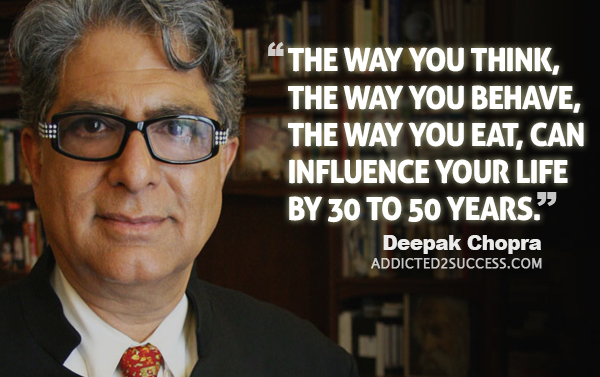 “THE WAY YOU THINK,
THE WAY YOU BEHAVE,
THE WAY YOU EAT, CAN
INFLUENCE YOUR LIFE
BY 30 TO 50 YEARS.”
Deepak Chopra
ADDICTED2SUCCESS.COM